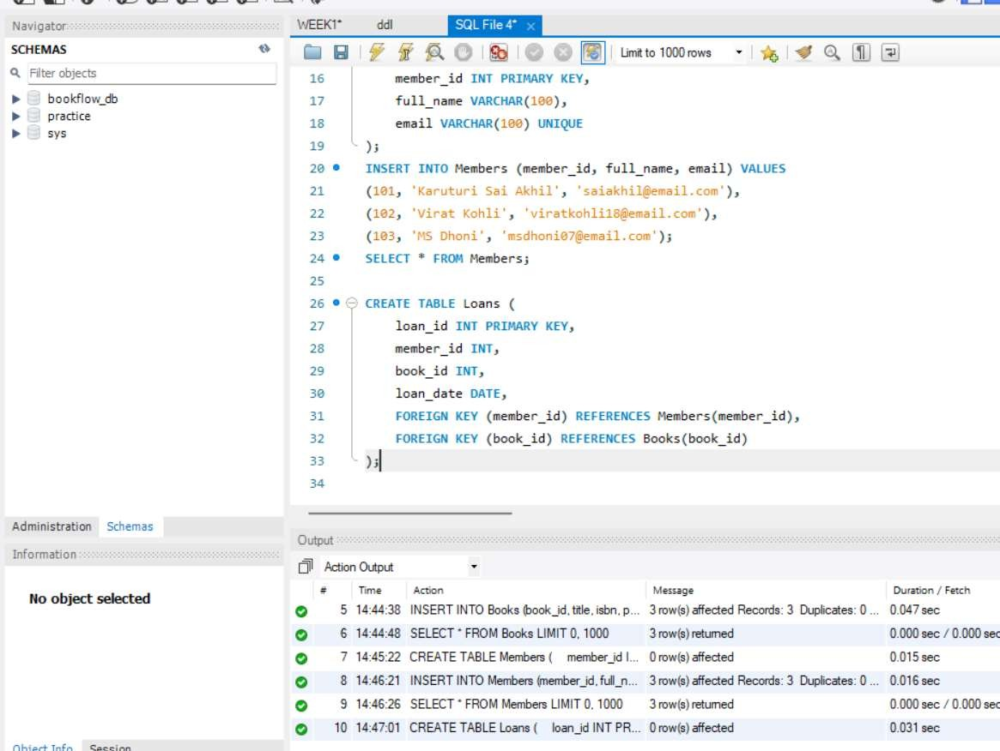 Navigator
SCHEMAS
Filter objects
bookflow_db
practice
sys
Administration Schemas
Information
No object selected
Object Info Session
WEEK1* ddl SQL File 4*
Limit to 1000 rows
16 member_id INT PRIMARY KEY,
17 full_name VARCHAR(100),
18 email VARCHAR(100) UNIQUE
19 );
20 INSERT INTO Members (member_id, full_name, email) VALUES
21 (101, 'Karuturi Sai Akhil', 'saiakhil@email.com'),
22 (102, 'Virat Kohli', 'viratkohli18@email.com'),
23 (103, 'MS Dhoni', 'msdhoni07@email.com');
24 SELECT * FROM Members;
25
26 CREATE TABLE Loans (
27 loan_id INT PRIMARY KEY,
28 member_id INT,
29 book_id INT,
30 loan_date DATE,
31 FOREIGN KEY (member_id) REFERENCES Members(member_id),
32 FOREIGN KEY (book_id) REFERENCES Books(book_id)
33 );
34
Output
Action Output
# Time Action Message Duration / Fetch
5 14:44:38 INSERT INTO Books (book_id, title, isbn, p... 3 row(s) affected Records: 3 Duplicates: 0 ... 0.047 sec
6 14:44:48 SELECT * FROM Books LIMIT 0, 1000 3 row(s) returned 0.000 sec / 0.000 sec
7 14:45:22 CREATE TABLE Members ( member_id I... 0 row(s) affected 0.015 sec
8 14:46:21 INSERT INTO Members (member_id, full_n... 3 row(s) affected Records: 3 Duplicates: 0 ... 0.016 sec
9 14:46:26 SELECT * FROM Members LIMIT 0, 1000 3 row(s) returned 0.000 sec / 0.000 sec
10 14:47:01 CREATE TABLE Loans ( loan_id INT PR... 0 row(s) affected 0.031 sec